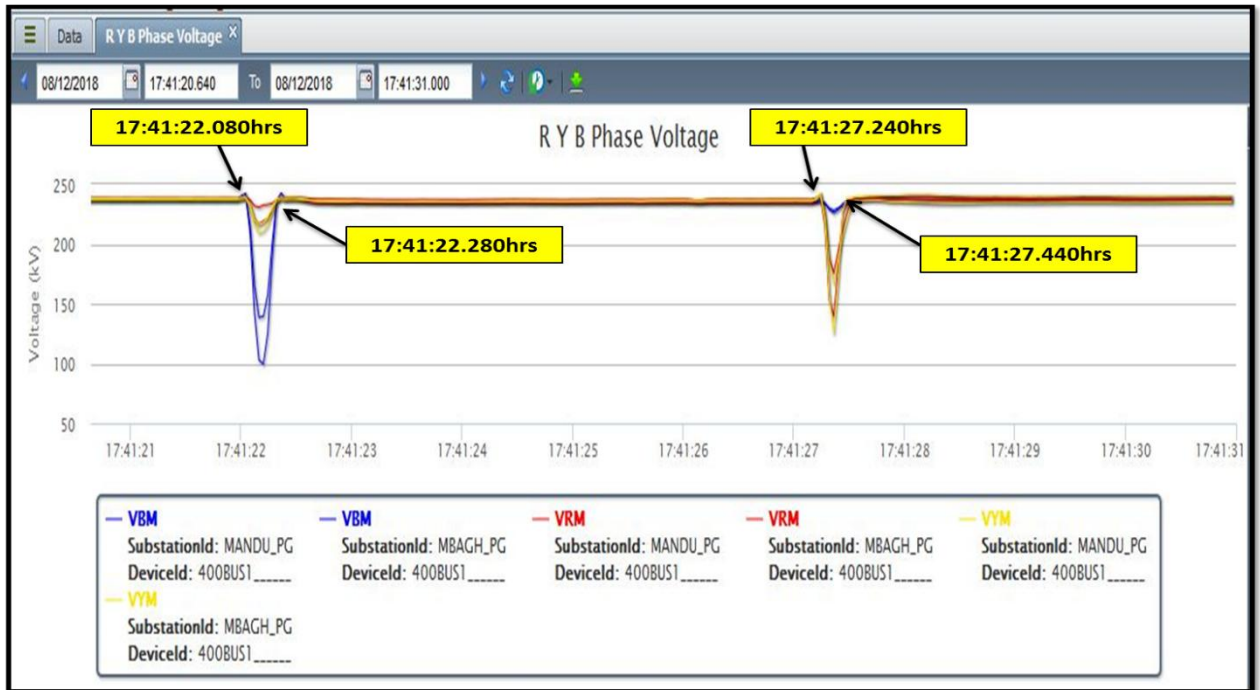 Data R Y B Phase Voltage X
08/12/2018 17:41:20.640 To 08/12/2018 17:41:31.000
17:41:22.080hrs
R Y B Phase Voltage
17:41:27.240hrs
17:41:22.280hrs
17:41:27.440hrs
Voltage (kV)
250
200
150
100
50
17:41:21 17:41:22 17:41:23 17:41:24 17:41:25 17:41:26 17:41:27 17:41:28 17:41:29 17:41:30 17:41:31
VBM
SubstationId: MANDU_PG
DeviceId: 400BUS1______
VBM
SubstationId: MBAGH_PG
DeviceId: 400BUS1______
VRM
SubstationId: MANDU_PG
DeviceId: 400BUS1______
VRM
SubstationId: MBAGH_PG
DeviceId: 400BUS1______
VYM
SubstationId: MANDU_PG
DeviceId: 400BUS1______
VYM
SubstationId: MBAGH_PG
DeviceId: 400BUS1______